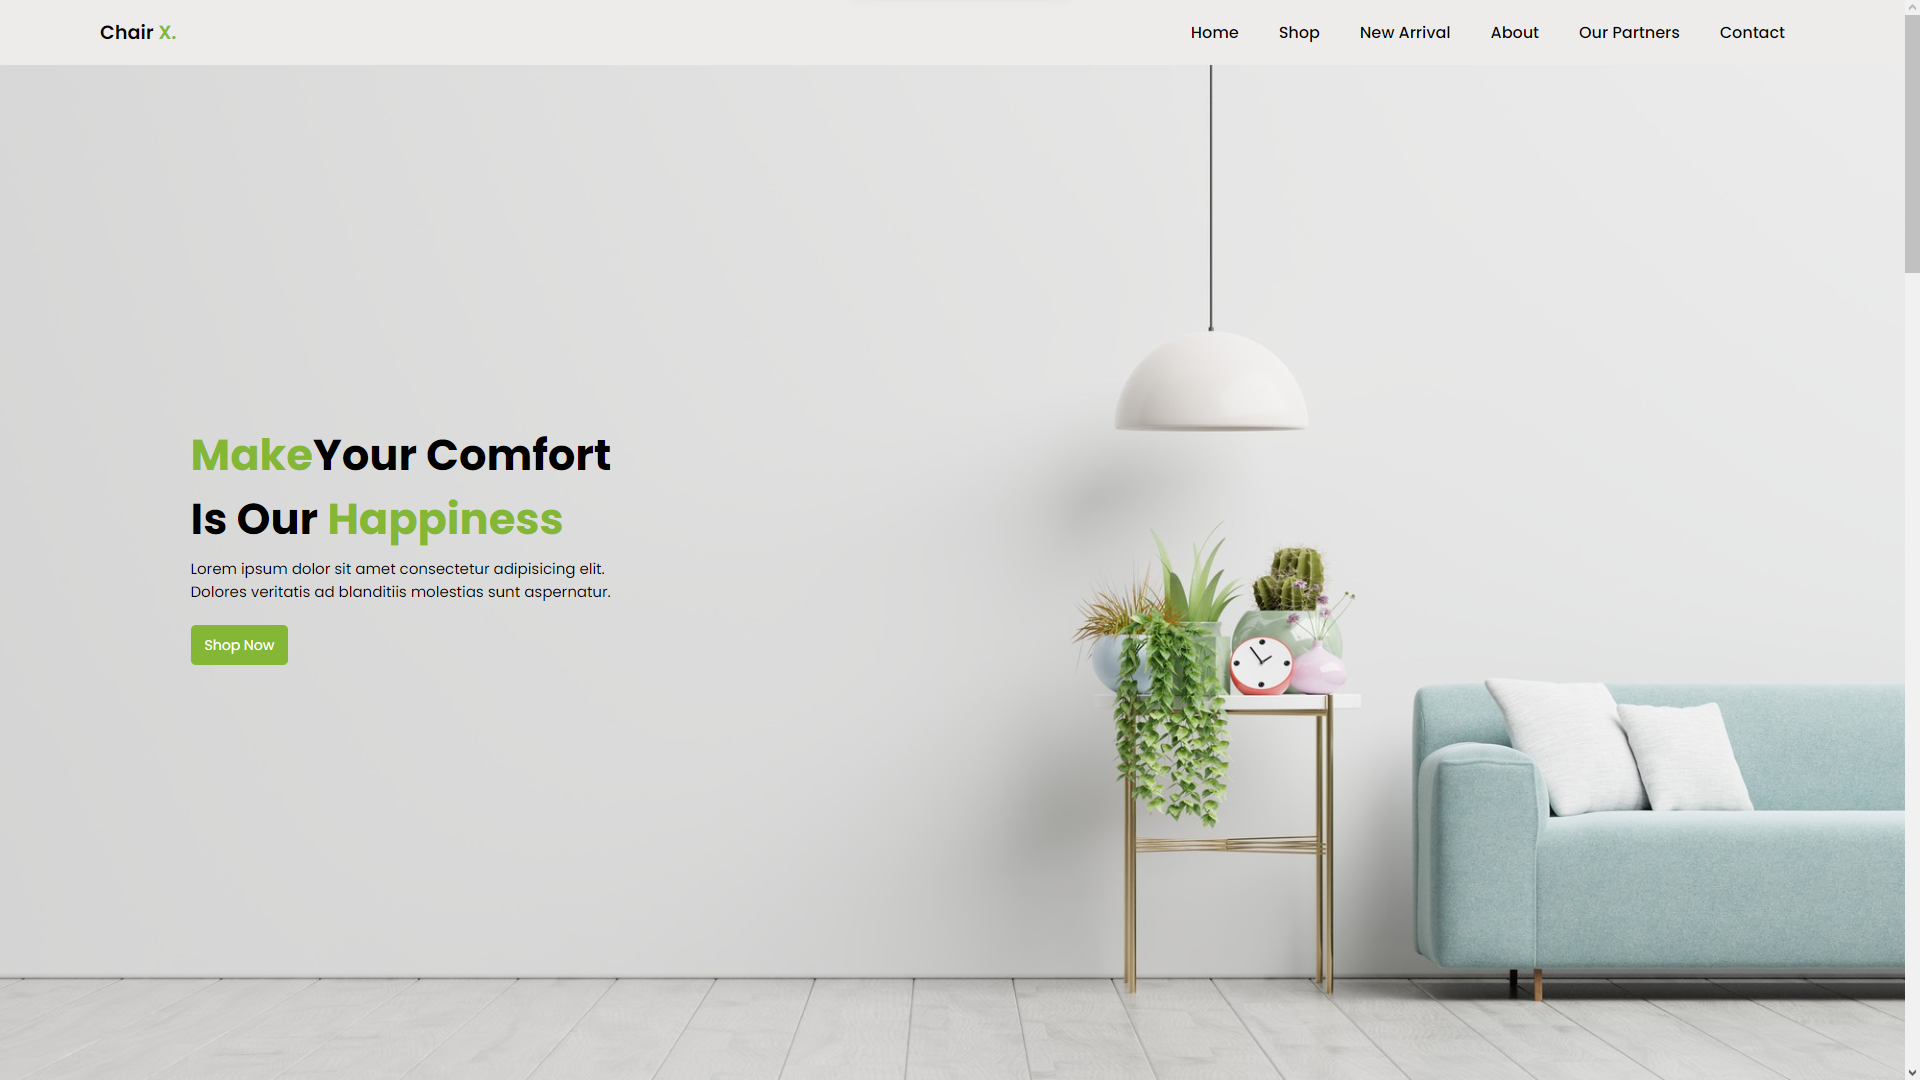 Chair X.
Home Shop New Arrival About Our Partners Contact
MakeYour Comfort
Is Our Happiness
Lorem ipsum dolor sit amet consectetur adipisicing elit.
Dolores veritatis ad blanditiis molestias sunt aspernatur.
Shop Now